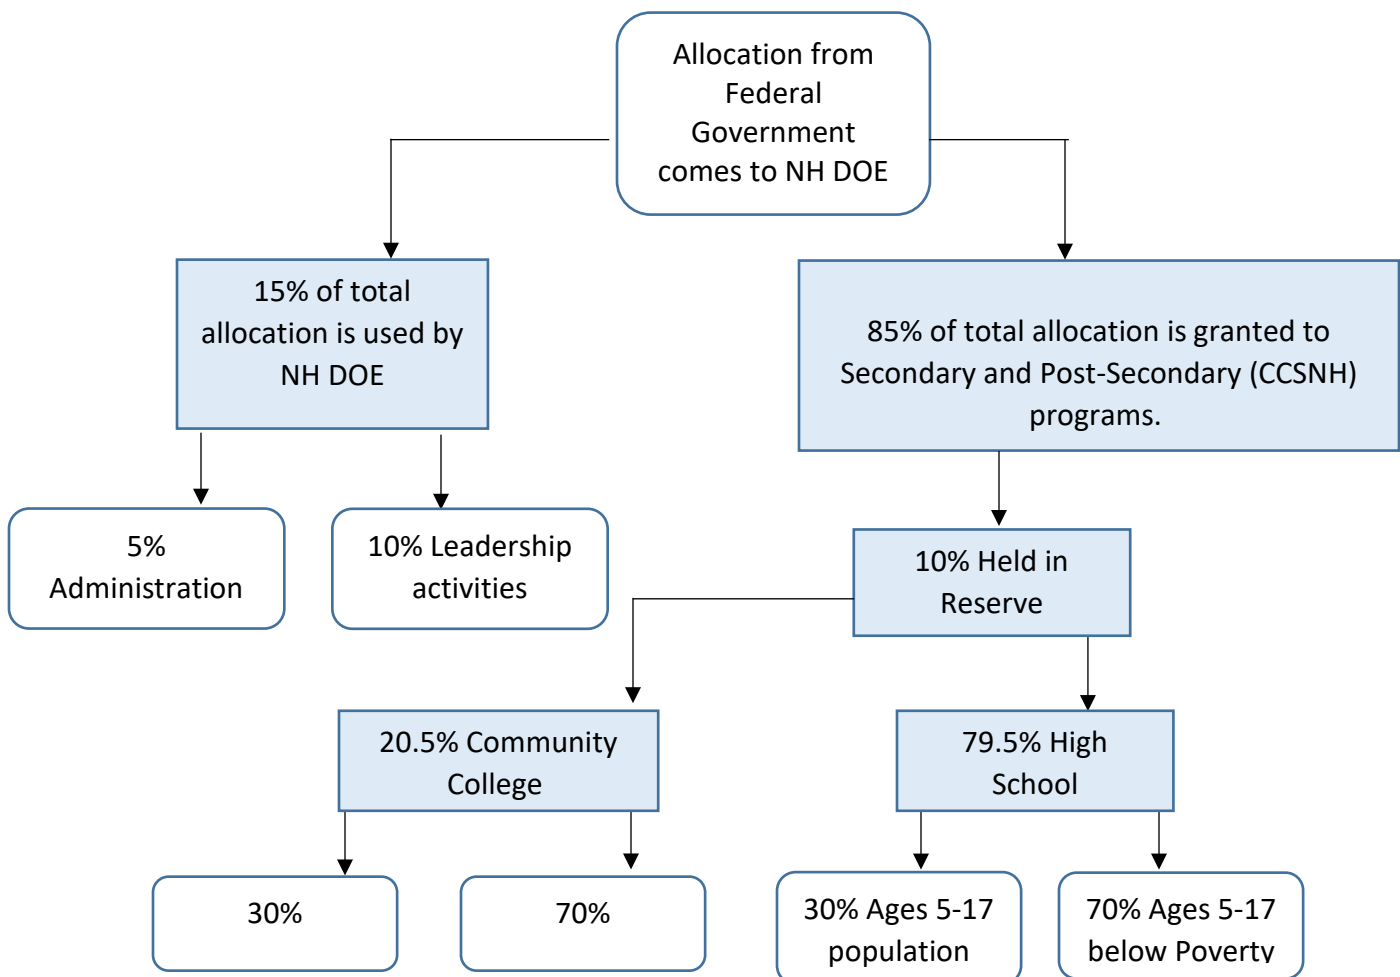 Allocation from
Federal
Government
comes to NH DOE
15% of total
allocation is used by
NH DOE
85% of total allocation is granted to
Secondary and Post-Secondary (CCSNH)
programs.
5%
Administration
10% Leadership
activities
10% Held in
Reserve
20.5% Community
College
79.5% High
School
30%
70%
30% Ages 5-17
population
70% Ages 5-17
below Poverty